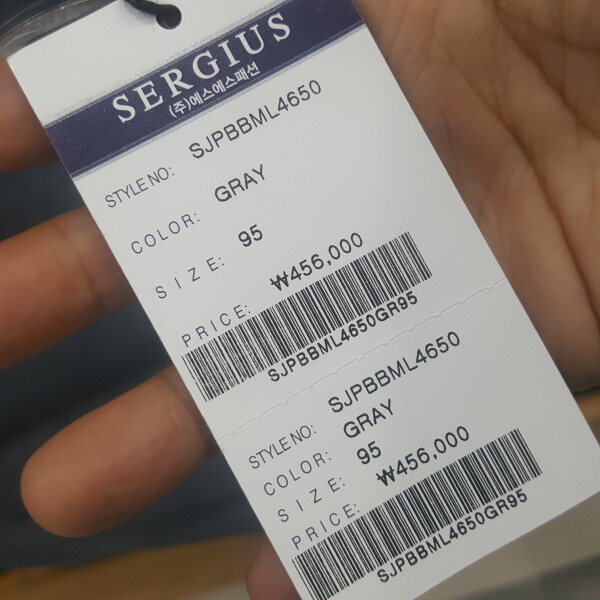 SERGIUS
(주)에스에스패션
STYLE NO: SJPBBML4650
COLOR: GRAY
SIZE: 95
PRICE: ₩456,000
SJPBBML4650GR95
STYLE NO: SJPBBML4650
COLOR: GRAY
SIZE: 95
PRICE: ₩456,000
SJPBBML4650GR95